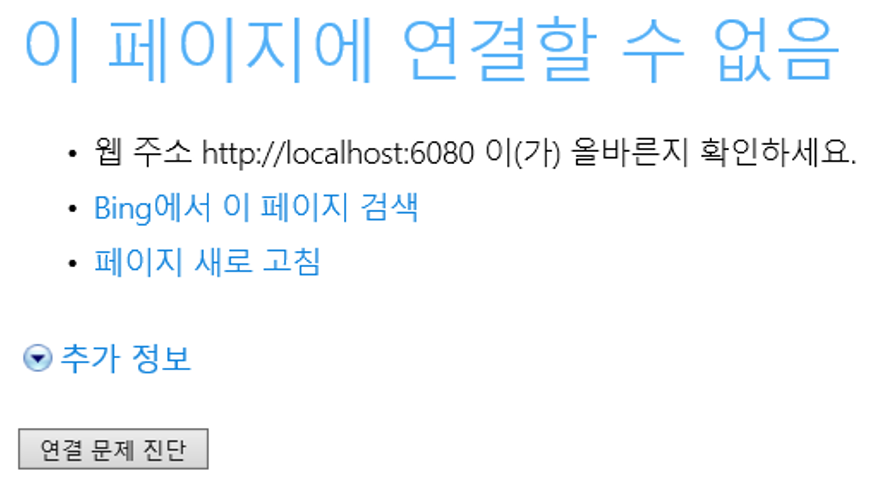 이 페이지에 연결할 수 없음
• 웹 주소 http://localhost:6080 이(가) 올바른지 확인하세요.
• Bing에서 이 페이지 검색
• 페이지 새로 고침
추가 정보
연결 문제 진단